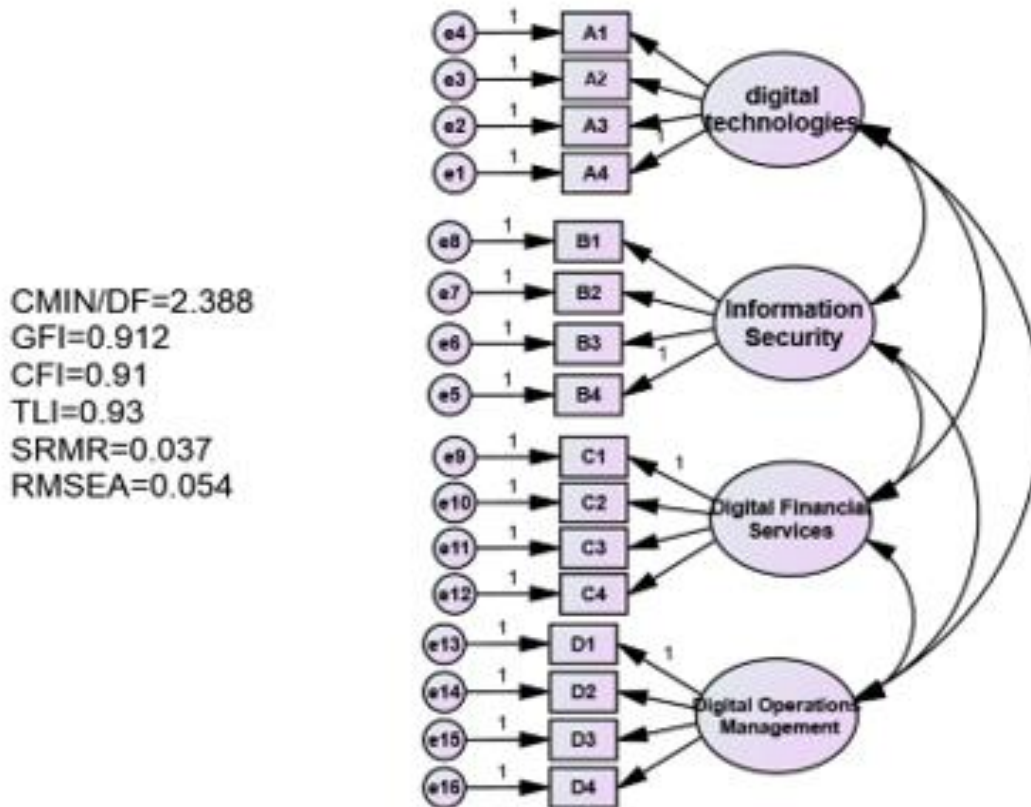 CMIN/DF=2.388
GFI=0.912
CFI=0.91
TLI=0.93
SRMR=0.037
RMSEA=0.054
e4 1 A1
e3 1 A2
e2 1 A3
e1 1 A4
1
digital
technologies
e8 1 B1
e7 1 B2
e6 1 B3
e5 1 B4
1
Information
Security
e9 1 C1
e10 1 C2
e11 1 C3
e12 1 C4
1
Digital Financial
Services
e13 1 D1
e14 1 D2
e15 1 D3
e16 1 D4
1
Digital Operations
Management